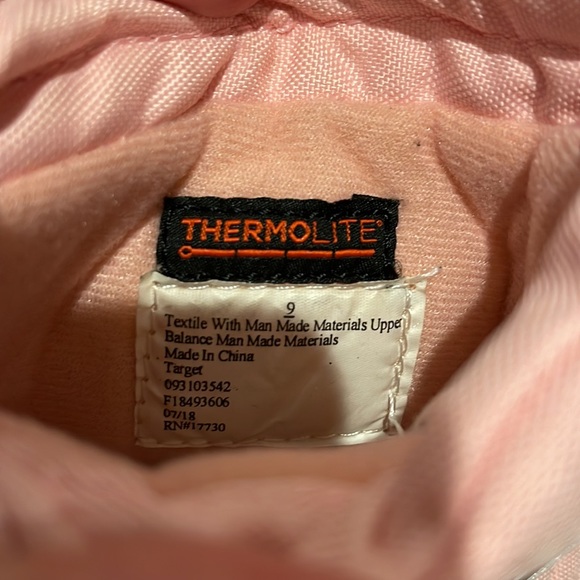 THERMOLITE®
9
Textile With Man Made Materials Upper
Balance Man Made Materials
Made In China
Target
093103542
F18493606
07/18
RN#17730